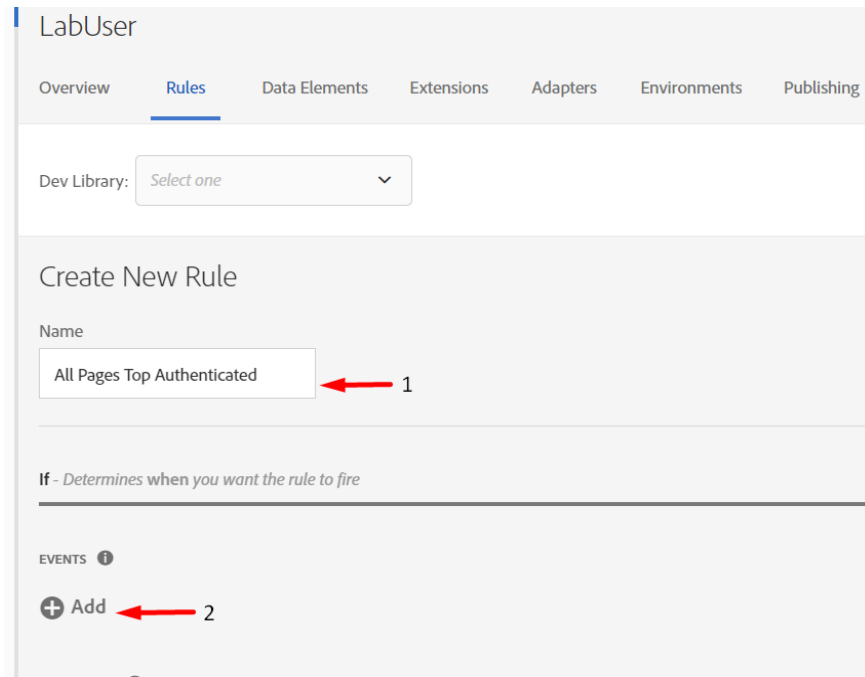 LabUser
Overview Rules Data Elements Extensions Adapters Environments Publishing
Dev Library: Select one
Create New Rule
Name
All Pages Top Authenticated
1
If - Determines when you want the rule to fire
EVENTS
Add
2